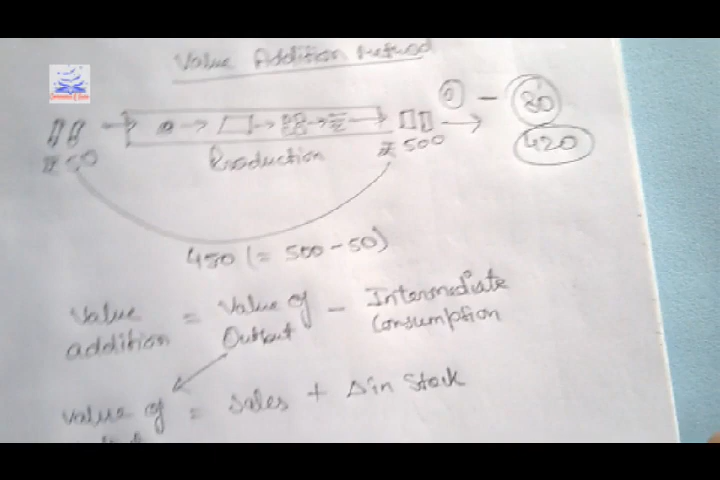 Value Addition Method
- 80
420
₹ 50
Production
₹ 500
450 (= 500 - 50)
Value addition = Value of Output - Intermediate Consumption
Value of = Sales + Δ in Stock